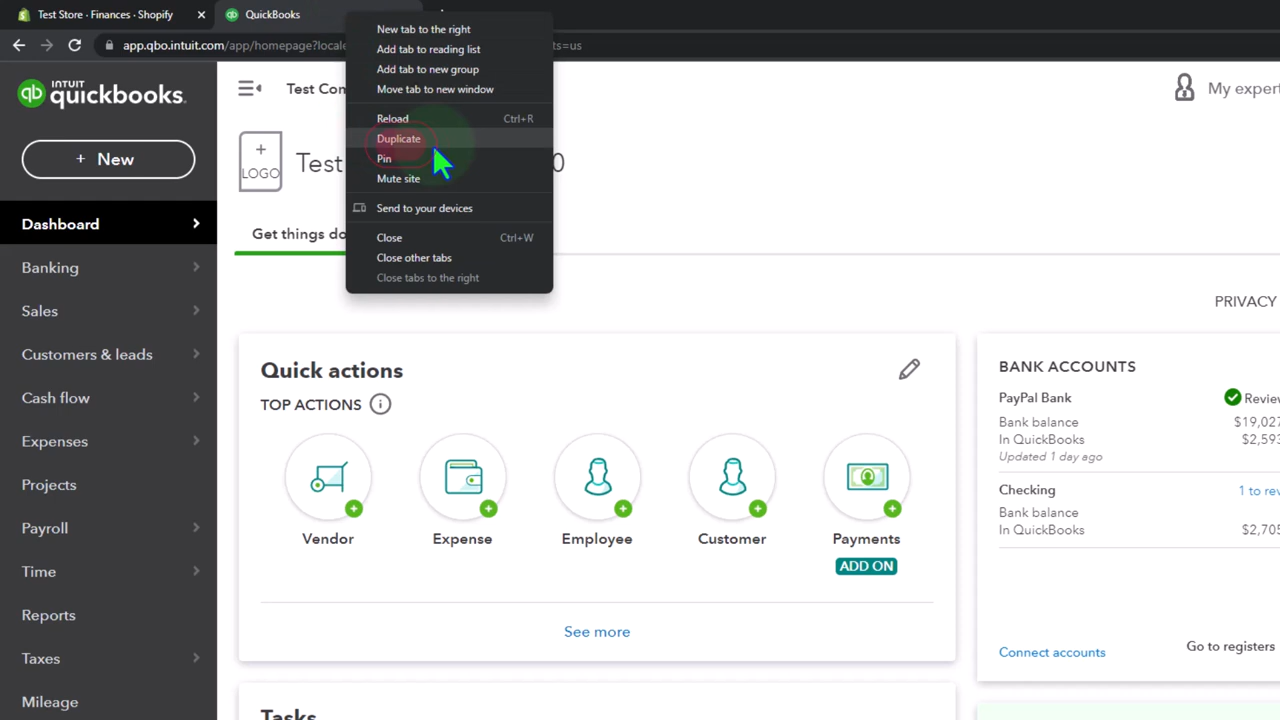 Test Store · Finances · Shopify
QuickBooks
app.qbo.intuit.com/app/homepage?locale
ts=us
New tab to the right
Add tab to reading list
Add tab to new group
Move tab to new window
Reload Ctrl+R
Duplicate
Pin
Mute site
Send to your devices
Close Ctrl+W
Close other tabs
Close tabs to the right
qb INTUIT
quickbooks.
+ New
Dashboard
Banking
Sales
Customers & leads
Cash flow
Expenses
Projects
Payroll
Time
Reports
Taxes
Mileage
Test Com
My expert
+
LOGO
Test
0
Get things do
PRIVACY
Quick actions
TOP ACTIONS
Vendor
Expense
Employee
Customer
Payments
ADD ON
See more
Tasks
BANK ACCOUNTS
PayPal Bank
Review
Bank balance $19,027
In QuickBooks $2,593
Updated 1 day ago
Checking 1 to rev
Bank balance
In QuickBooks $2,705
Connect accounts
Go to registers